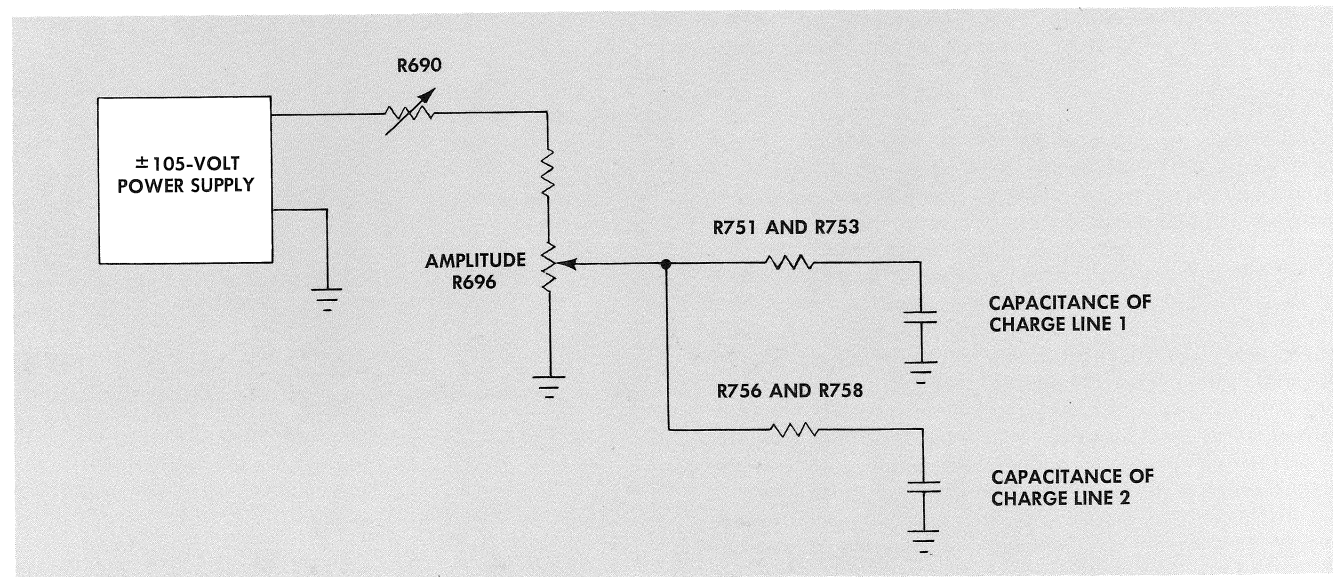 R690
±105-VOLT
POWER SUPPLY
R751 AND R753
AMPLITUDE
R696
CAPACITANCE OF
CHARGE LINE 1
R756 AND R758
CAPACITANCE OF
CHARGE LINE 2